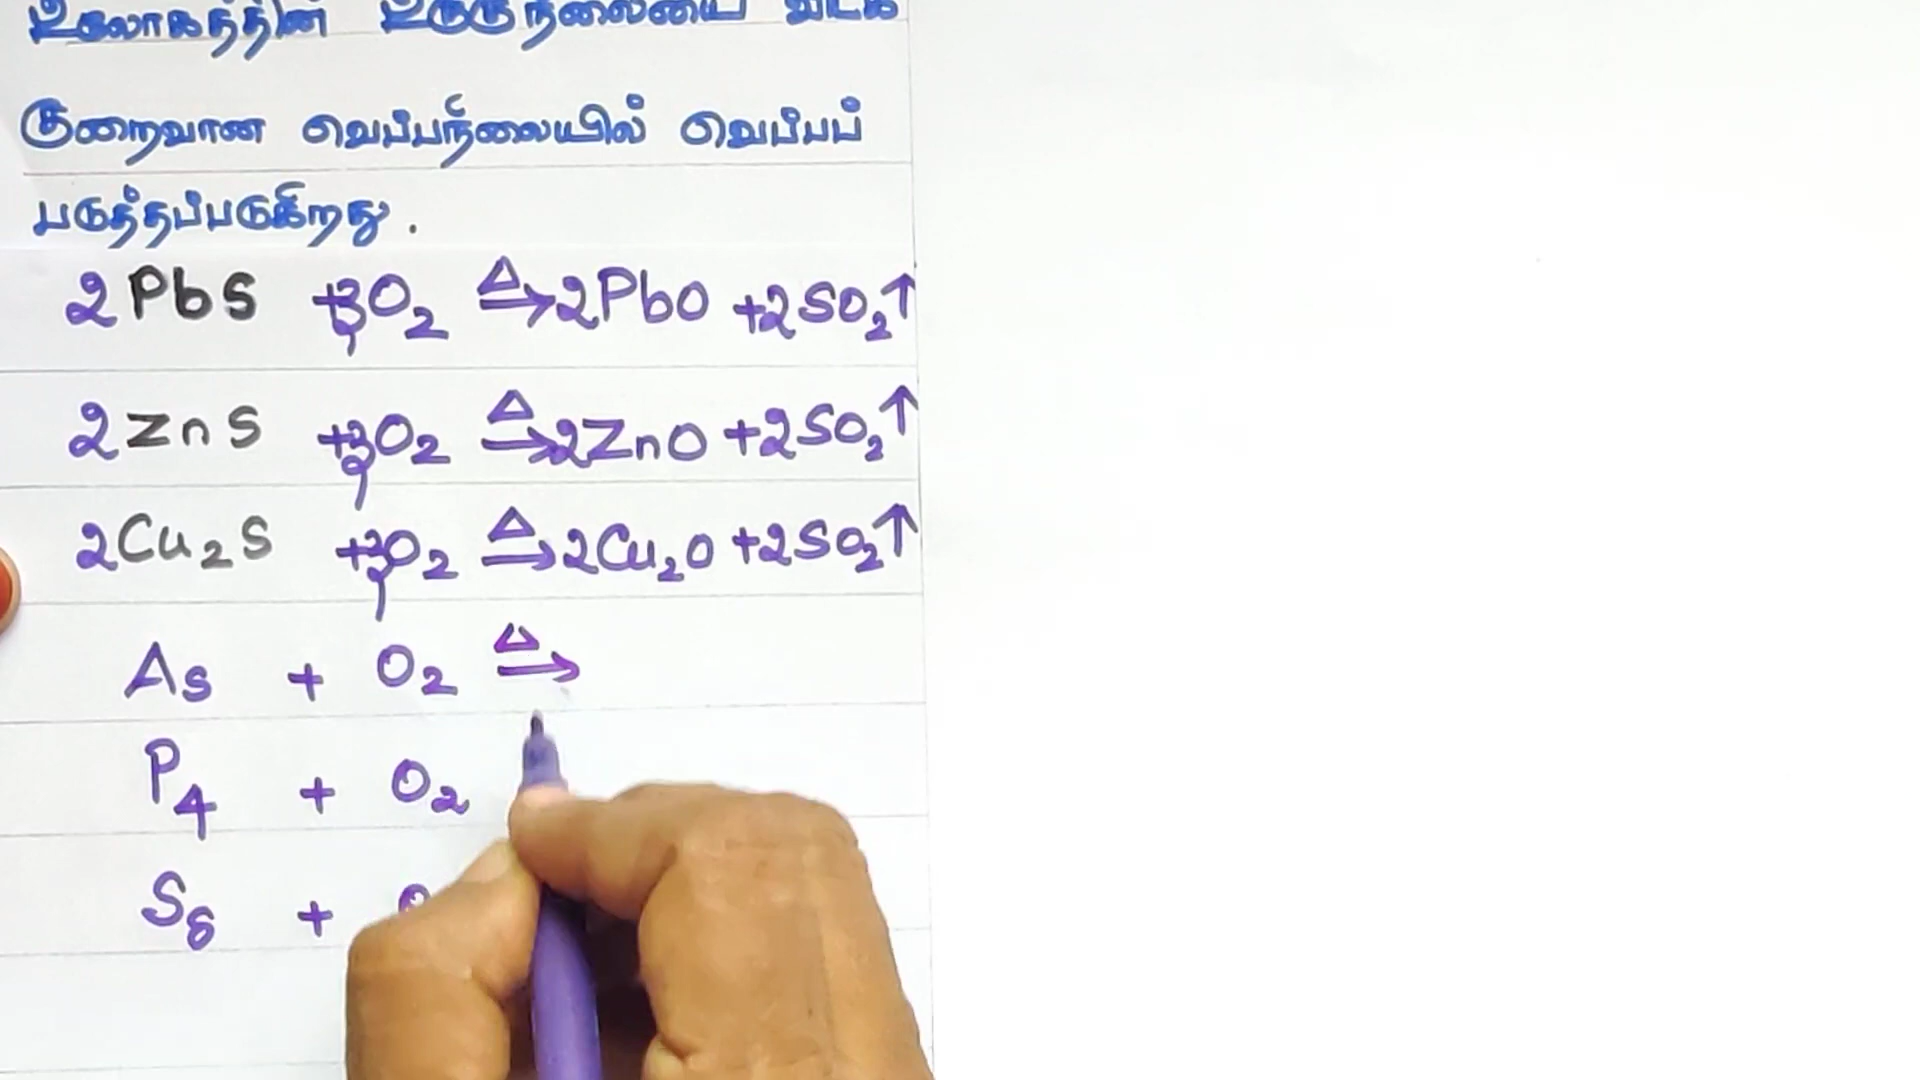 உலோகத்தின் உருகுநிலையை விடக்
குறைவான வெப்பநிலையில் வெப்பப்
படுத்தப்படுகிறது.
2PbS + 3O₂ △→ 2PbO + 2SO₂↑
2ZnS + 3O₂ △→ 2ZnO + 2SO₂↑
2Cu₂S + 3O₂ △→ 2Cu₂O + 2SO₂↑
As + O₂ △→
P₄ + O₂
S₈ +